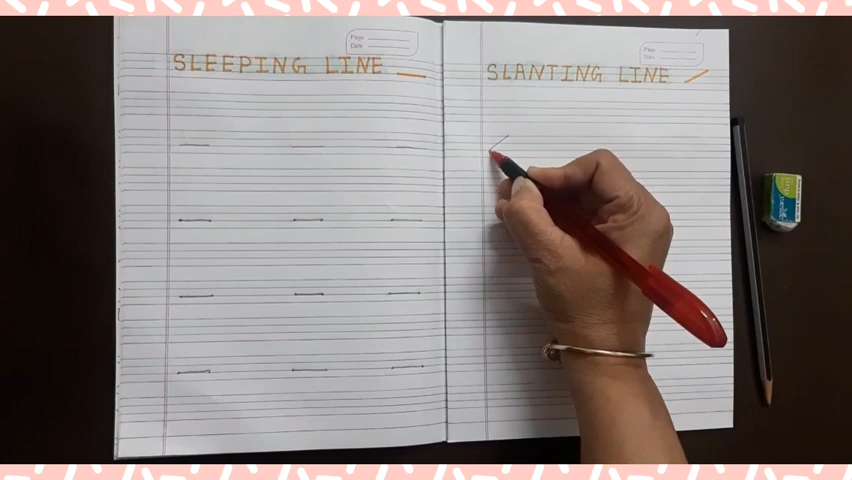 Page
Date
SLEEPING LINE
Page
Date
SLANTING LINE